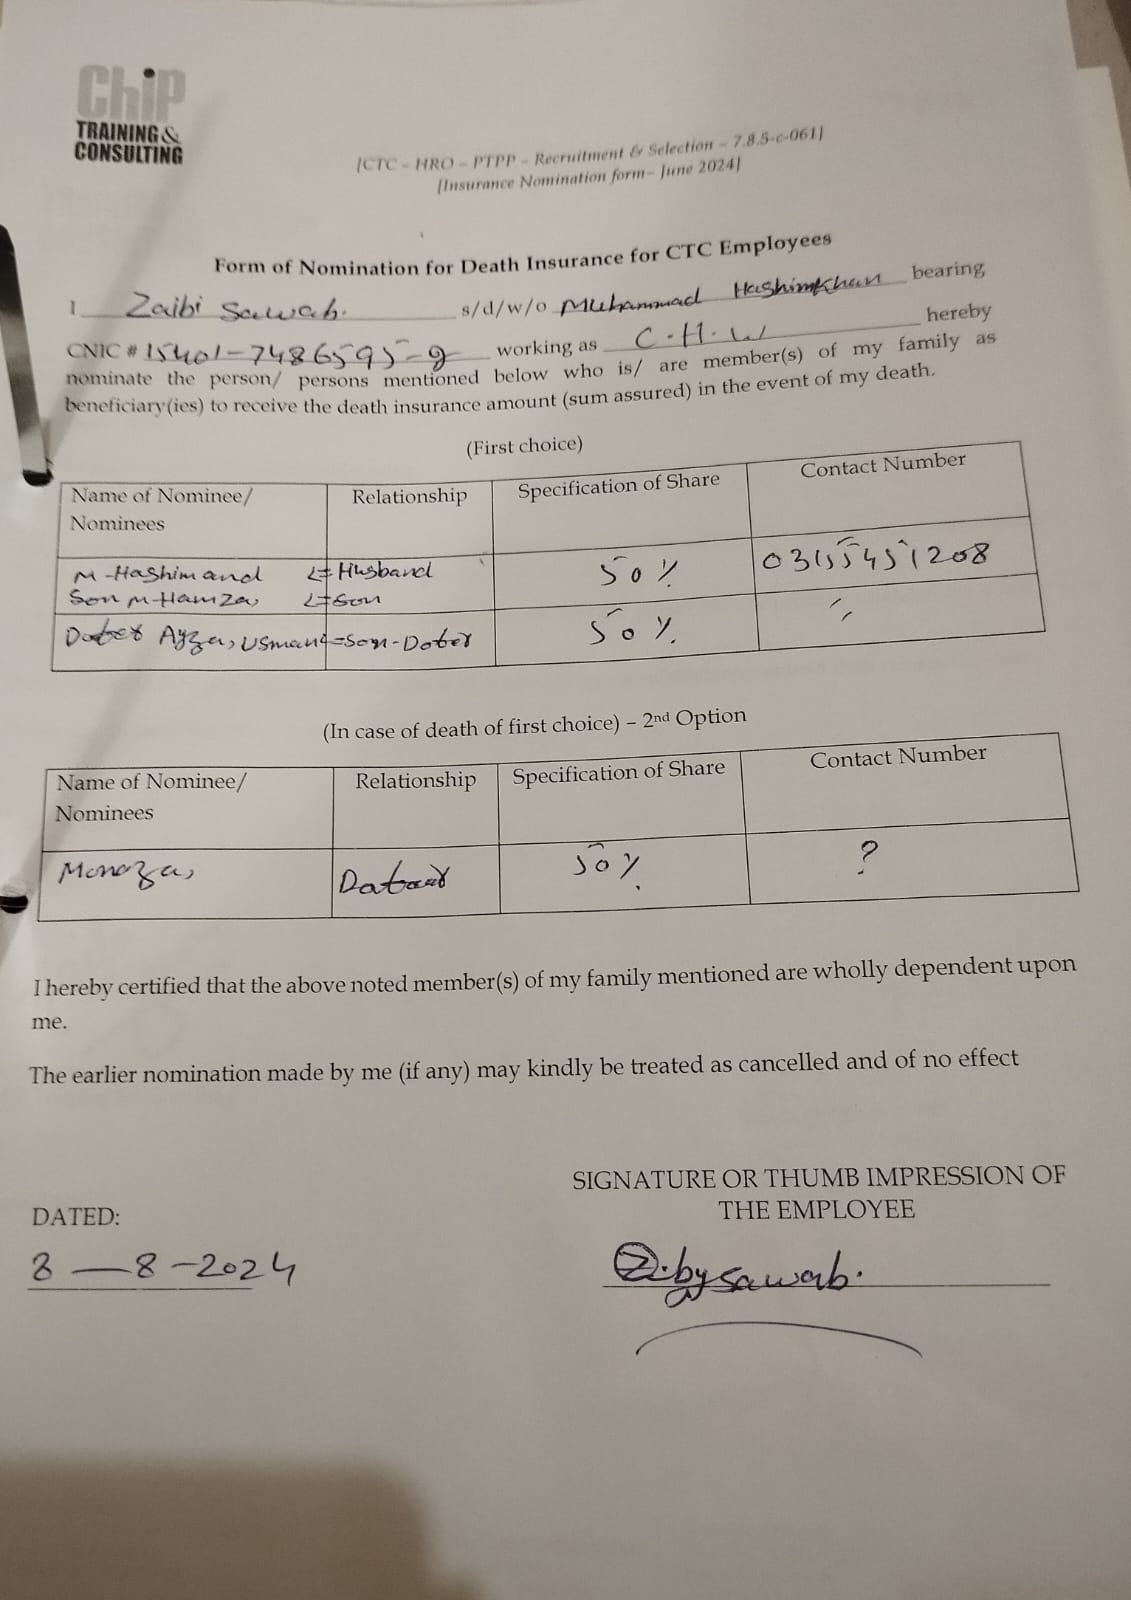 Chip
TRAINING &
CONSULTING
[CTC - HRO - PTPP - Recruitment & Selection - 7.8.5-c-061]
[Insurance Nomination form- June 2024]
Form of Nomination for Death Insurance for CTC Employees
I Zaibi Sawab. s/d/w/o Muhammad Hashim Khan bearing
CNIC # 15401-7486595-9 working as C.H.W hereby
nominate the person/ persons mentioned below who is/ are member(s) of my family as
beneficiary(ies) to receive the death insurance amount (sum assured) in the event of my death.
(First choice)
Name of Nominee/ Nominees Relationship Specification of Share Contact Number
M-Hashim and L= Husband 50 % 03155451208
Son M-Hamza, L= Son
Doter Ayza, Usman L=Son-Doter 50 % "
(In case of death of first choice) – 2nd Option
Name of Nominee/ Nominees Relationship Specification of Share Contact Number
Monoza, 50 % ?
I hereby certified that the above noted member(s) of my family mentioned are wholly dependent upon
me.
The earlier nomination made by me (if any) may kindly be treated as cancelled and of no effect
SIGNATURE OR THUMB IMPRESSION OF
THE EMPLOYEE
DATED:
3-8-2024
Z.by sawab.